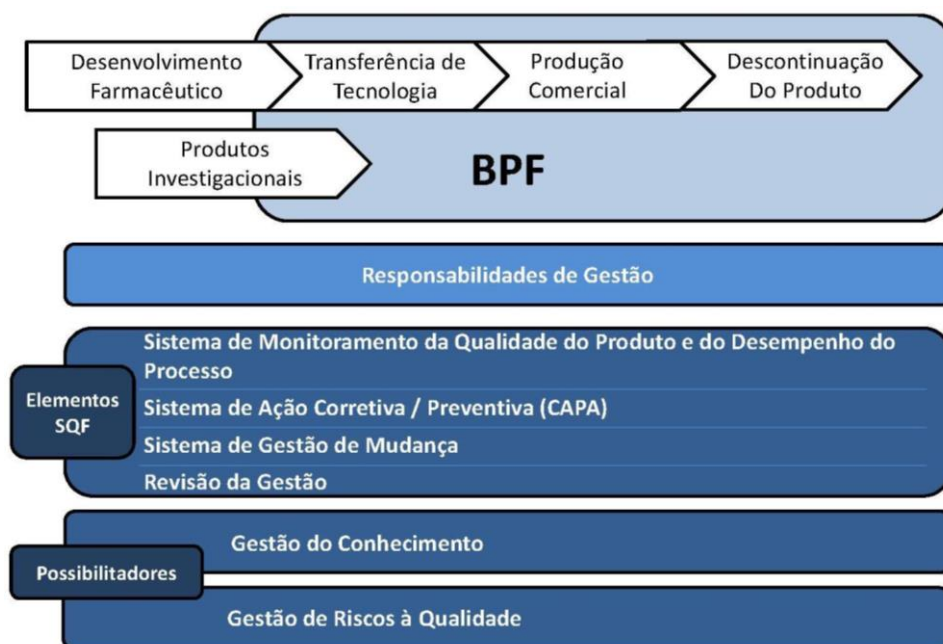 Desenvolvimento
Farmacêutico
Transferência de
Tecnologia
Produção
Comercial
Descontinuação
Do Produto
Produtos
Investigacionais
BPF
Responsabilidades de Gestão
Elementos
SQF
Sistema de Monitoramento da Qualidade do Produto e do Desempenho do
Processo
Sistema de Ação Corretiva / Preventiva (CAPA)
Sistema de Gestão de Mudança
Revisão da Gestão
Possibilitadores
Gestão do Conhecimento
Gestão de Riscos à Qualidade